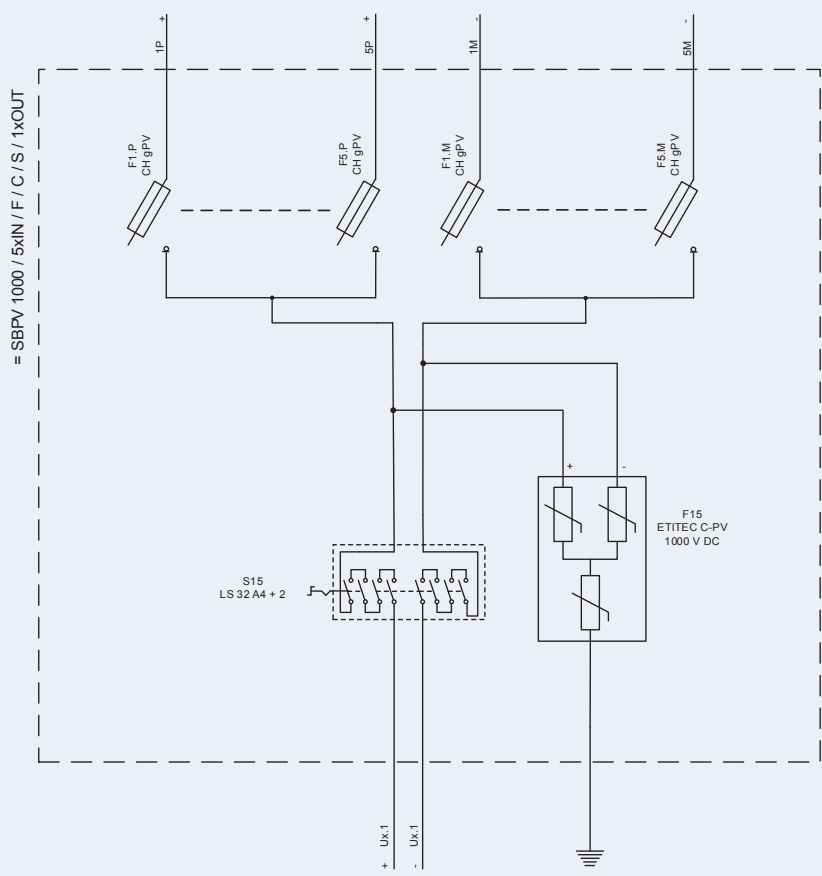 +
+
-
-
1P
5P
1M
5M
= SBPV 1000 / 5xIN / F / C / S / 1xOUT
F1.P
CH gPV
F5.P
CH gPV
F1.M
CH gPV
F5.M
CH gPV
+
-
F15
ETITEC C-PV
1000 V DC
S15
LS 32 A4 + 2
Ux.1
Ux.1
+
-